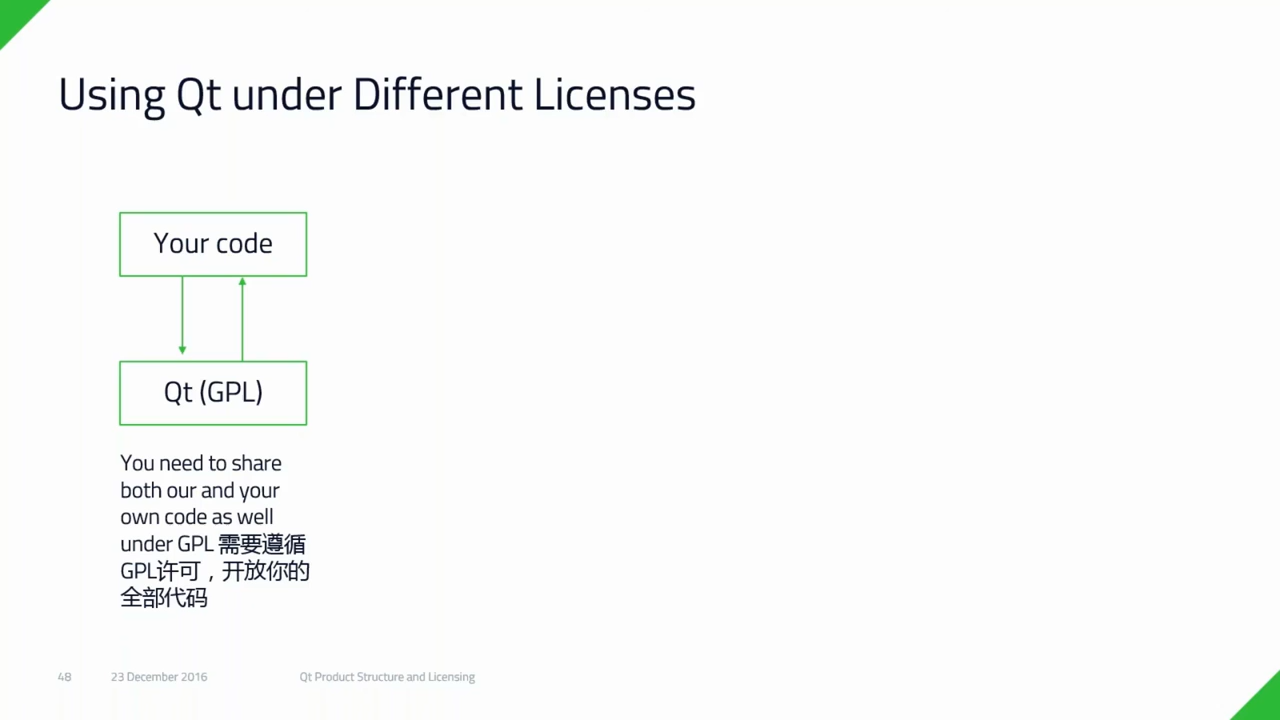 Using Qt under Different Licenses
Your code
Qt (GPL)
You need to share
both our and your
own code as well
under GPL 需要遵循
GPL许可，开放你的
全部代码
48 23 December 2016 Qt Product Structure and Licensing